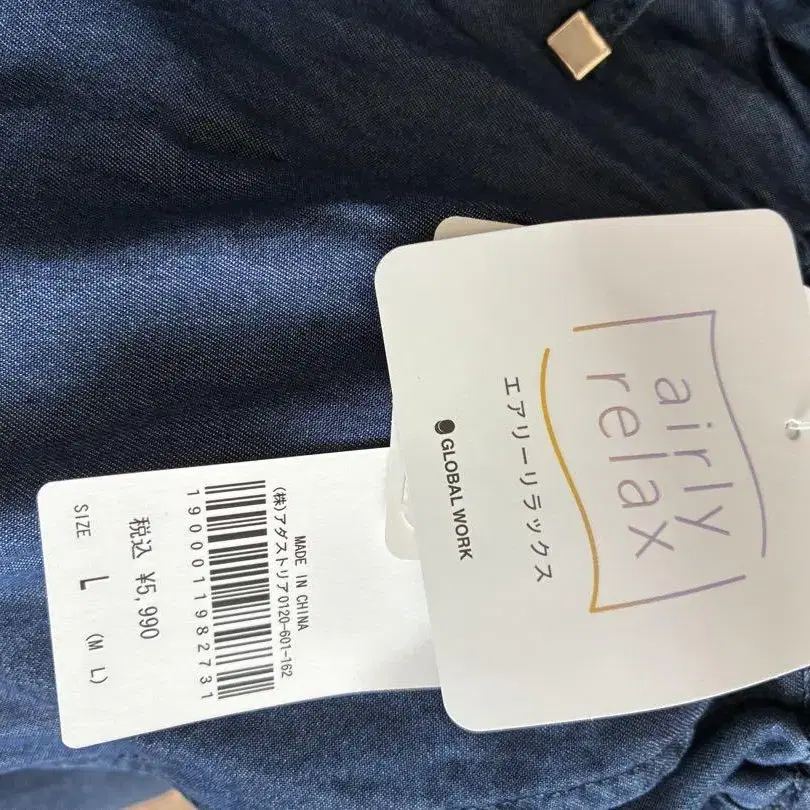 airly
relax
エアリーリラックス
GLOBAL WORK
MADE IN CHINA
(株)アダストリア0120-601-162
1900011982731
税込 ¥5,990
SIZE L (M L)